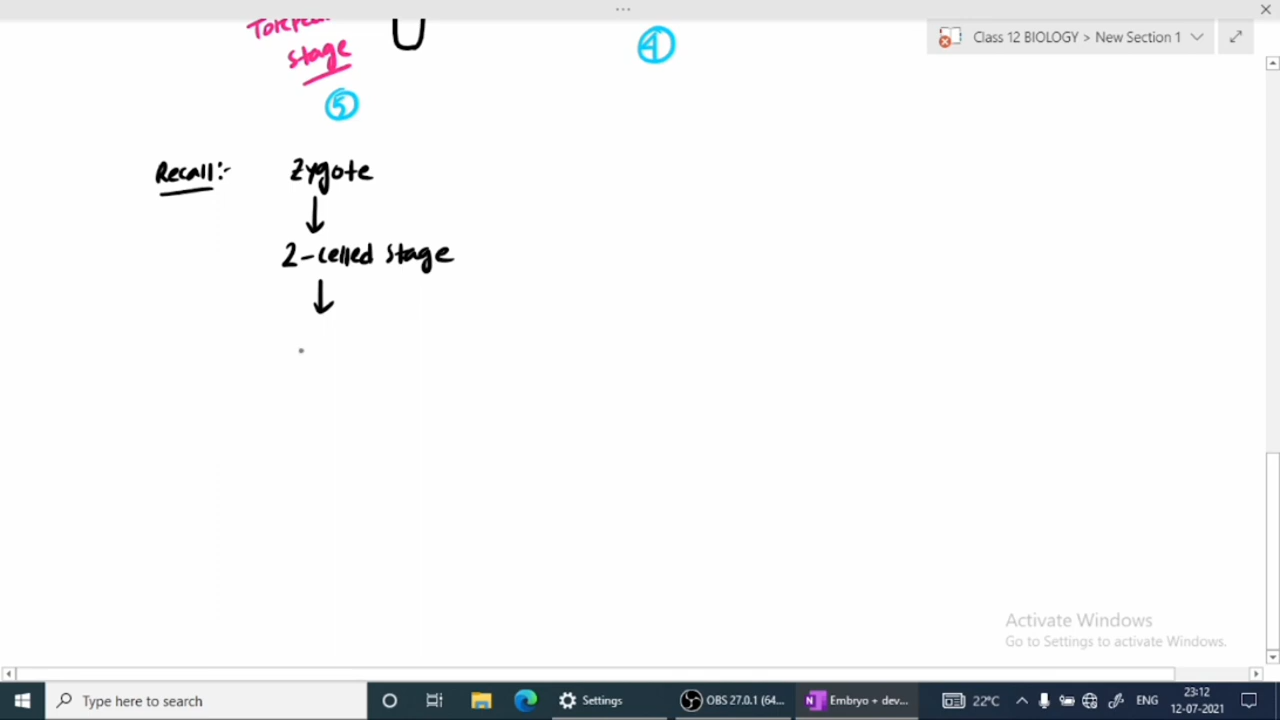 ...
Class 12 BIOLOGY > New Section 1
stage
4
5
Recall:-
Zygote
2-celled stage
Activate Windows
Go to Settings to activate Windows.
Type here to search
Settings
OBS 27.0.1 (64...
Embryo + dev...
22°C
ENG
23:12
12-07-2021